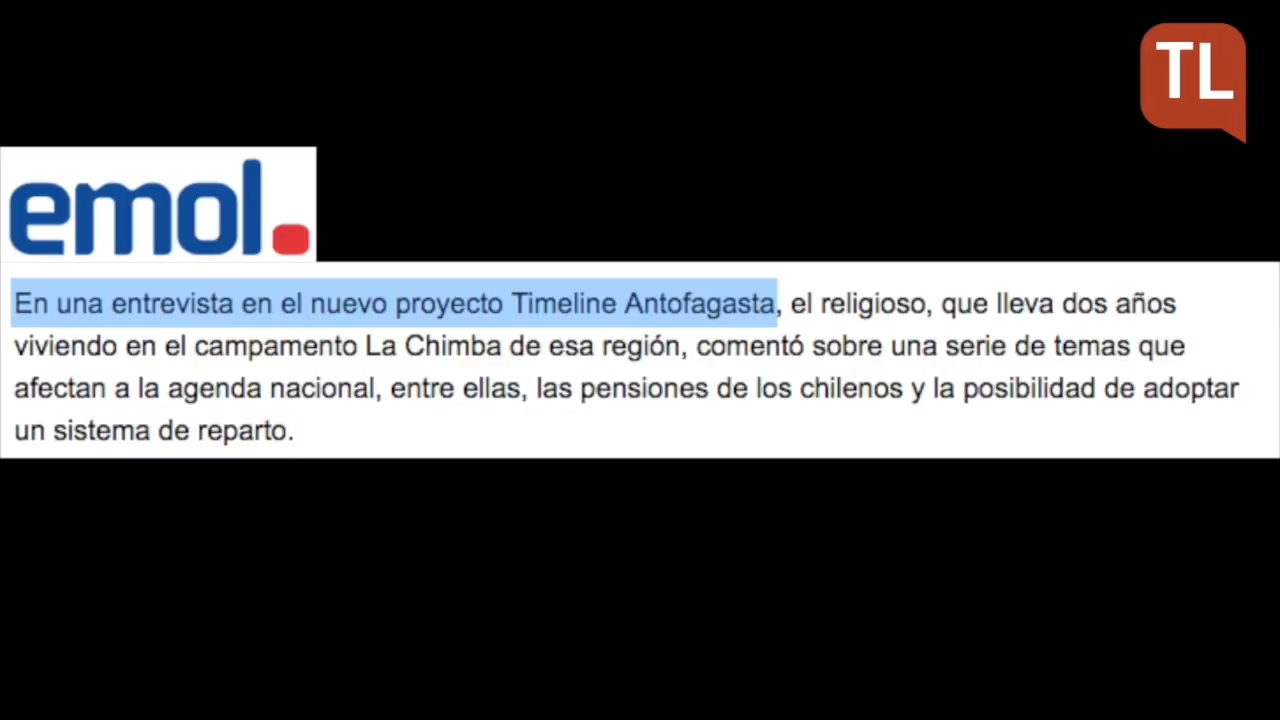 TL
emol.
En una entrevista en el nuevo proyecto Timeline Antofagasta, el religioso, que lleva dos años
viviendo en el campamento La Chimba de esa región, comentó sobre una serie de temas que
afectan a la agenda nacional, entre ellas, las pensiones de los chilenos y la posibilidad de adoptar
un sistema de reparto.